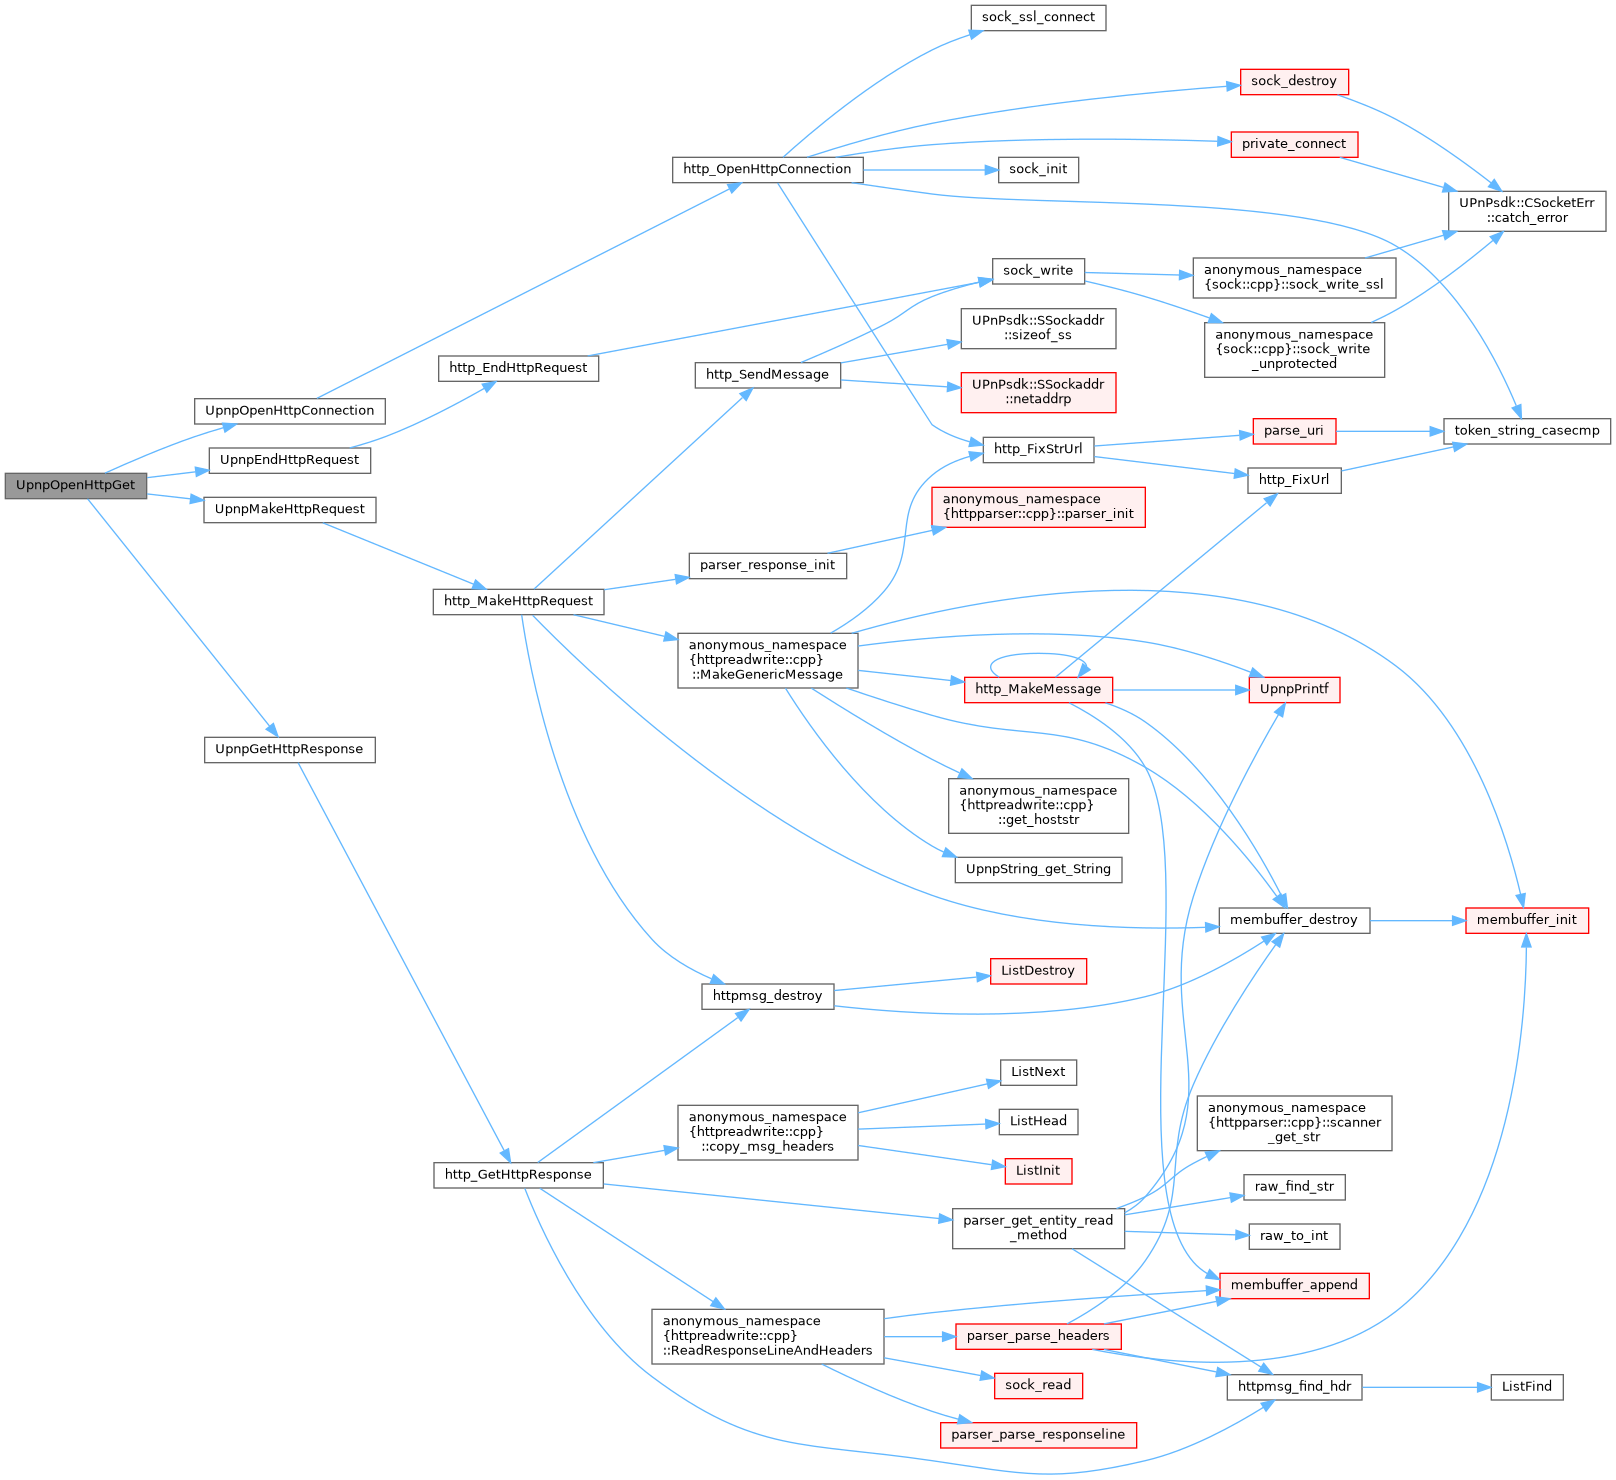 sock_ssl_connect
sock_destroy
private_connect
http_OpenHttpConnection
sock_init
UPnPsdk::CSocketErr
::catch_error
sock_write
anonymous_namespace
{sock::cpp}::sock_write_ssl
UPnPsdk::SSockaddr
::sizeof_ss
anonymous_namespace
{sock::cpp}::sock_write
_unprotected
http_EndHttpRequest
http_SendMessage
UPnPsdk::SSockaddr
::netaddrp
UpnpOpenHttpConnection
parse_uri
token_string_casecmp
UpnpEndHttpRequest
http_FixStrUrl
http_FixUrl
UpnpOpenHttpGet
UpnpMakeHttpRequest
anonymous_namespace
{httpparser::cpp}::parser_init
parser_response_init
http_MakeHttpRequest
anonymous_namespace
{httpreadwrite::cpp}
::MakeGenericMessage
http_MakeMessage
UpnpPrintf
UpnpGetHttpResponse
anonymous_namespace
{httpreadwrite::cpp}
::get_hoststr
UpnpString_get_String
membuffer_destroy
membuffer_init
ListDestroy
httpmsg_destroy
ListNext
anonymous_namespace
{httpreadwrite::cpp}
::copy_msg_headers
ListHead
anonymous_namespace
{httpparser::cpp}::scanner
_get_str
ListInit
http_GetHttpResponse
raw_find_str
parser_get_entity_read
_method
raw_to_int
membuffer_append
anonymous_namespace
{httpreadwrite::cpp}
::ReadResponseLineAndHeaders
parser_parse_headers
sock_read
httpmsg_find_hdr
ListFind
parser_parse_responseline